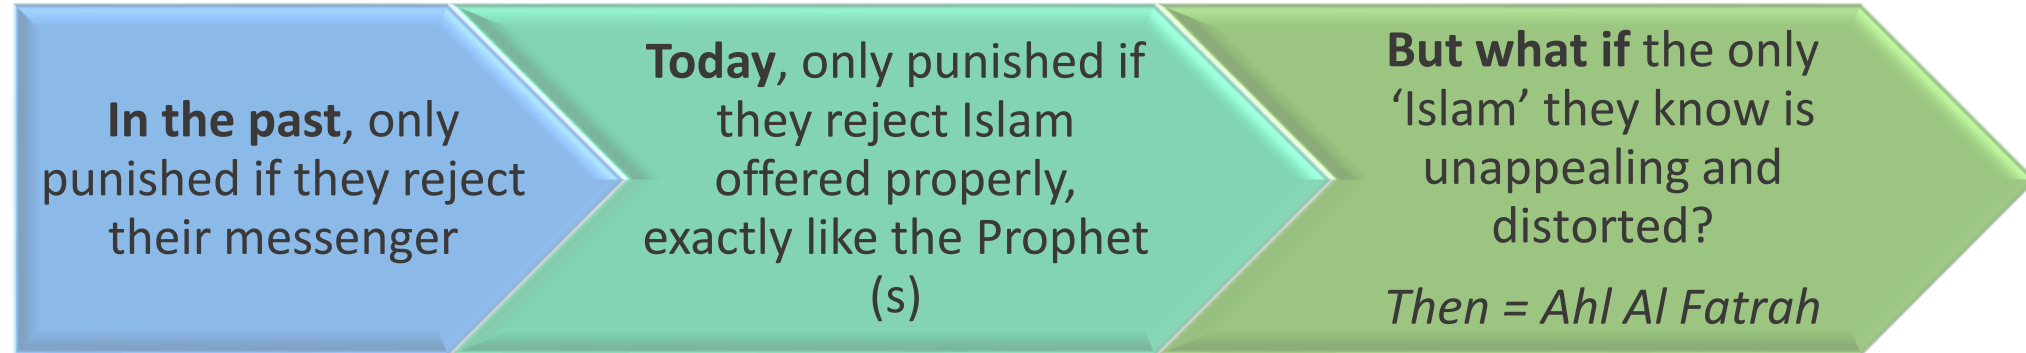 In the past, only
punished if they reject
their messenger
Today, only punished if
they reject Islam
offered properly,
exactly like the Prophet
(s)
But what if the only
‘Islam’ they know is
unappealing and
distorted?
Then = Ahl Al Fatrah